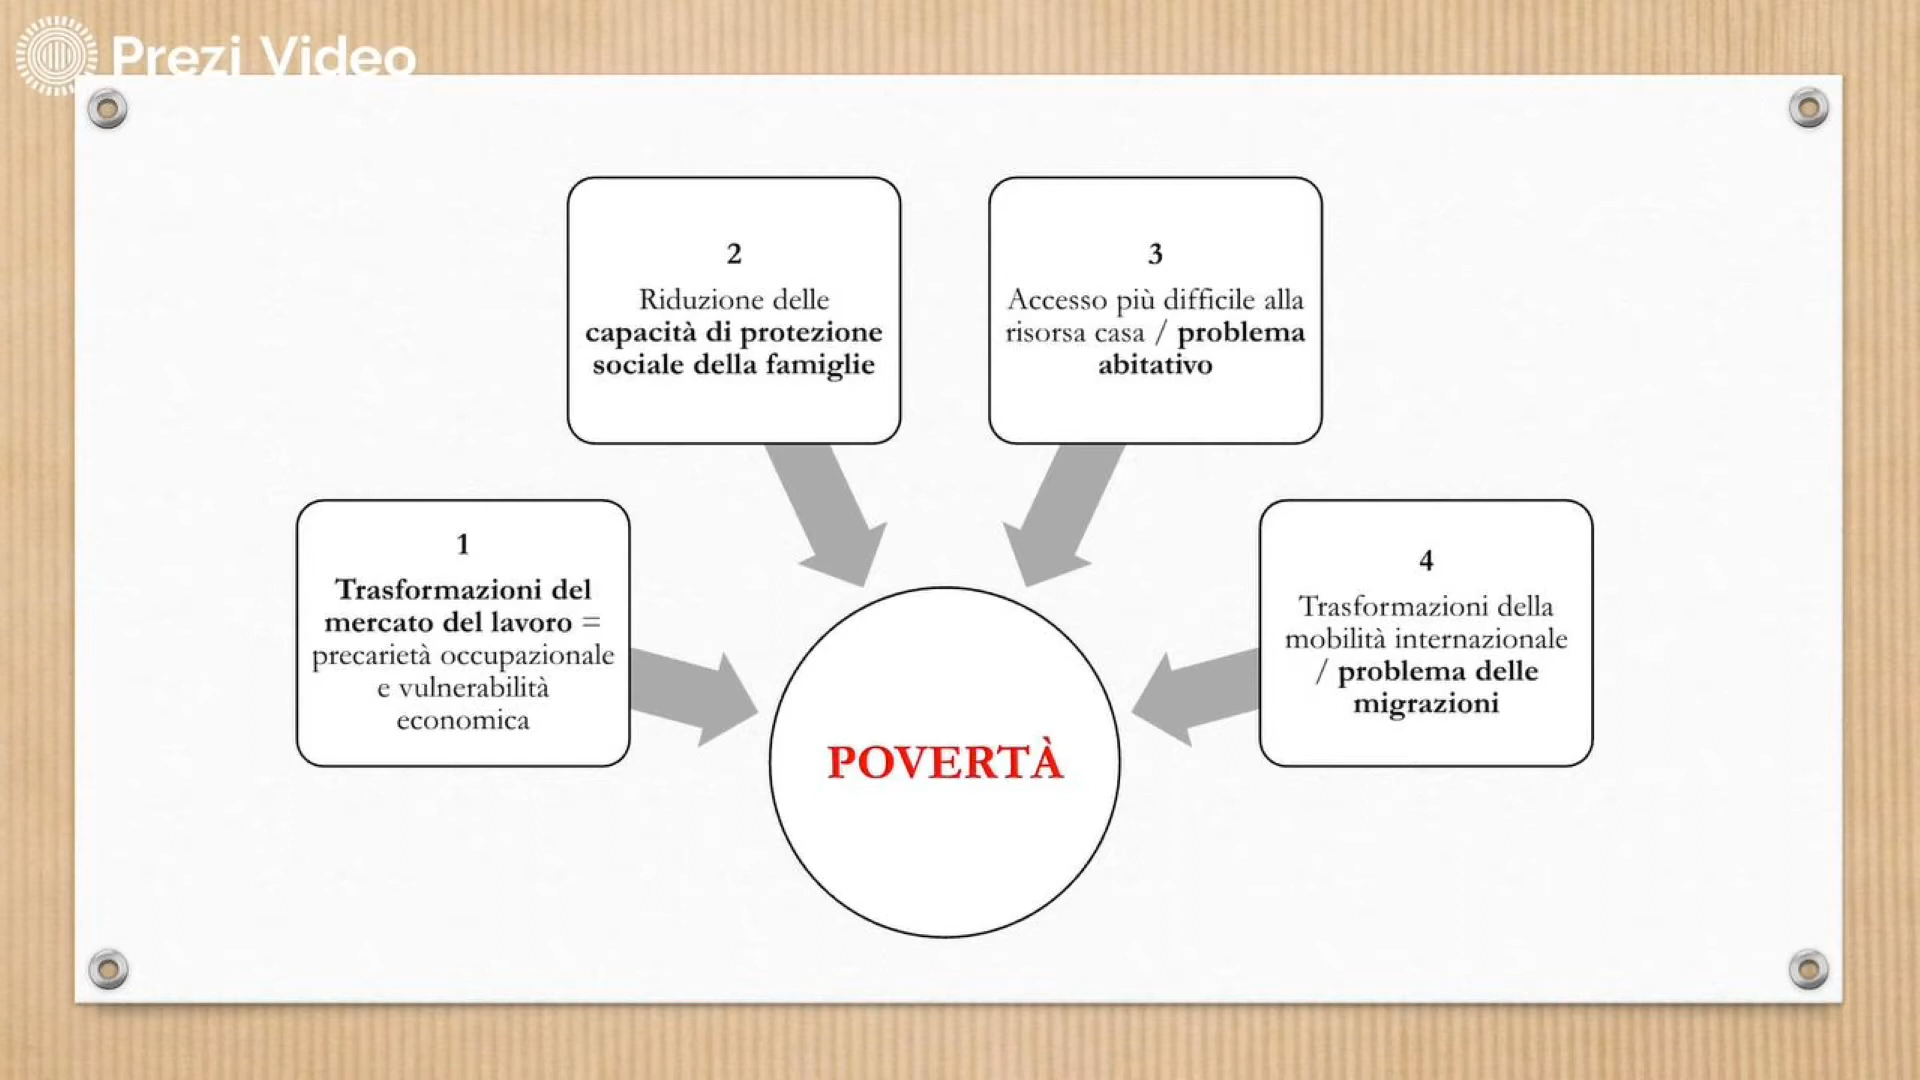 Prezi Video
2
Riduzione delle
capacità di protezione
sociale della famiglie
3
Accesso più difficile alla
risorsa casa / problema
abitativo
1
Trasformazioni del
mercato del lavoro =
precarietà occupazionale
e vulnerabilità
economica
4
Trasformazioni della
mobilità internazionale
/ problema delle
migrazioni
POVERTÀ